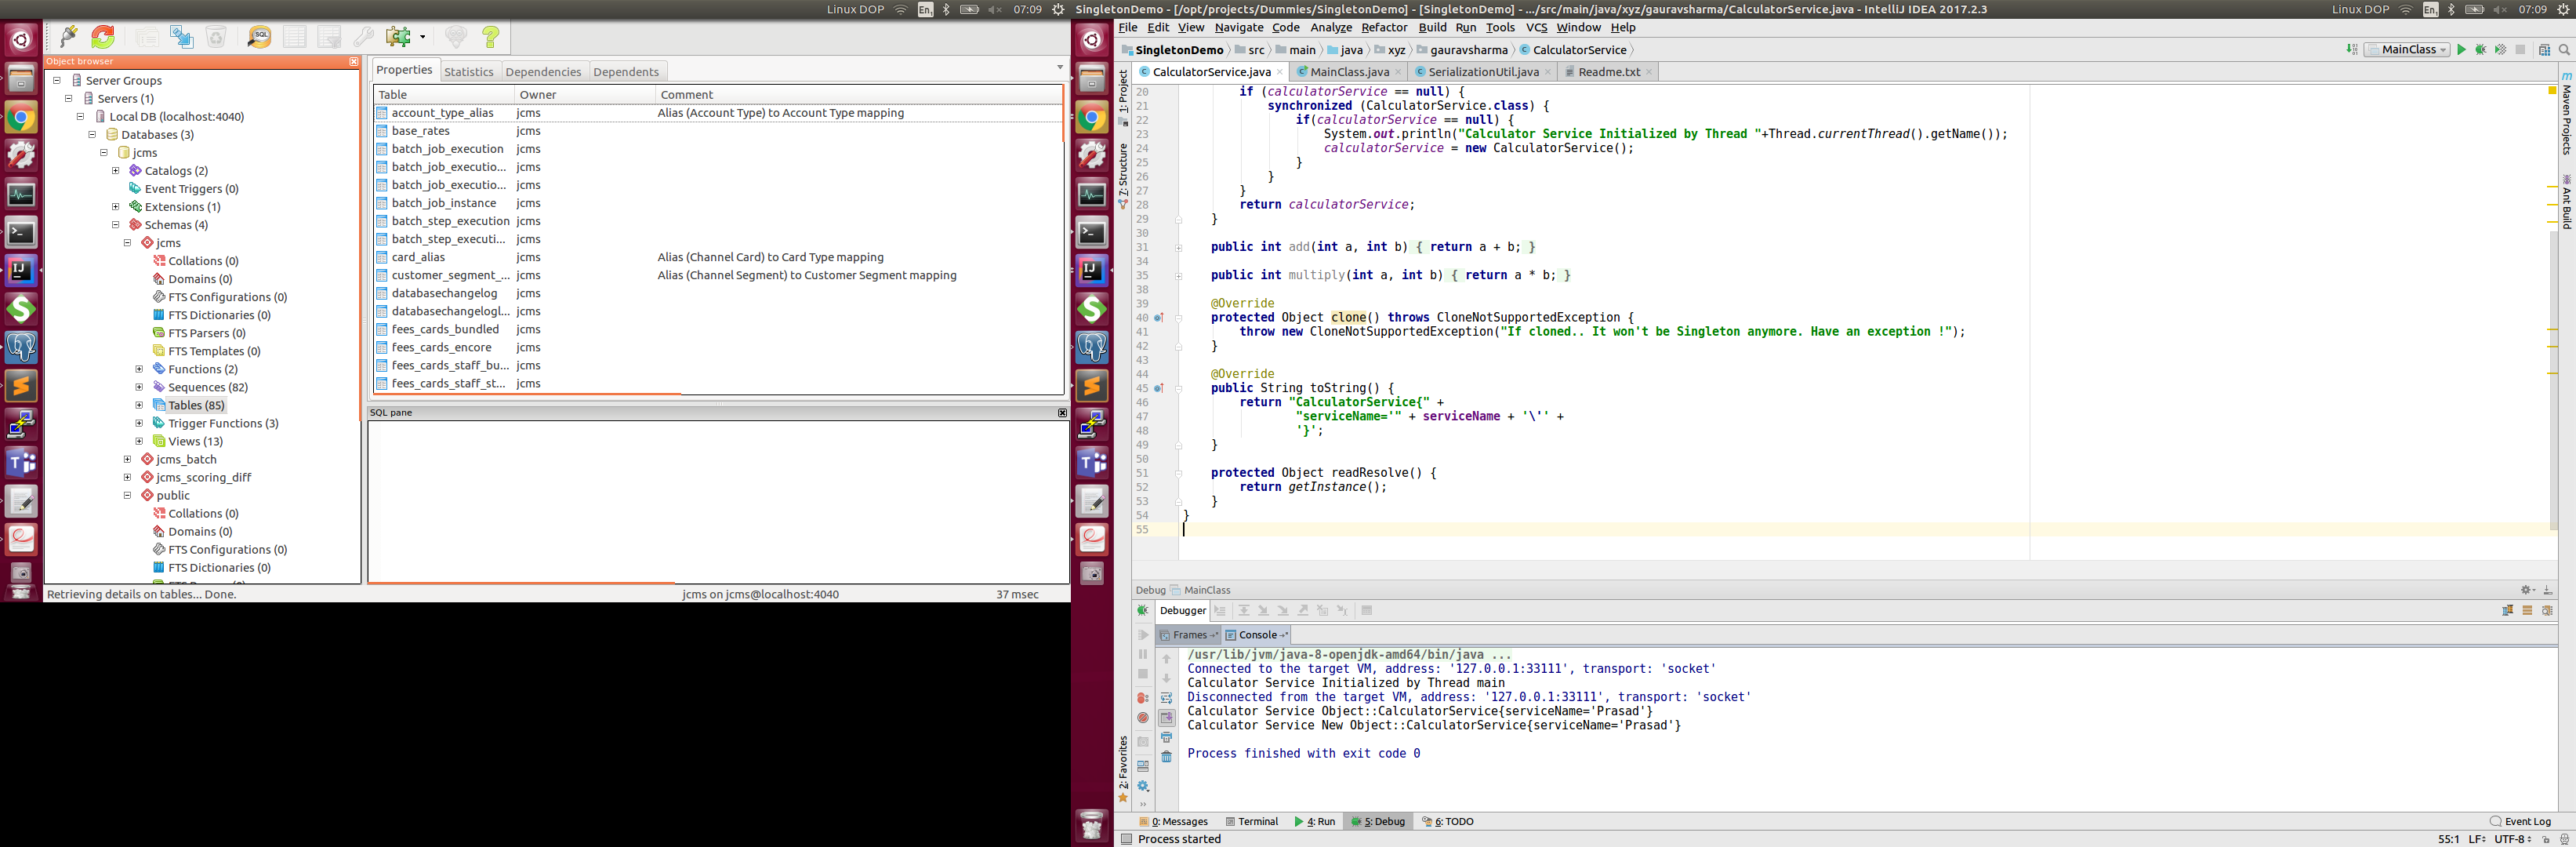 Linux DOP En 07:09
Object browser
Server Groups
Servers (1)
Local DB (localhost:4040)
Databases (3)
jcms
Catalogs (2)
Event Triggers (0)
Extensions (1)
Schemas (4)
jcms
Collations (0)
Domains (0)
FTS Configurations (0)
FTS Dictionaries (0)
FTS Parsers (0)
FTS Templates (0)
Functions (2)
Sequences (82)
Tables (85)
Trigger Functions (3)
Views (13)
jcms_batch
jcms_scoring_diff
public
Collations (0)
Domains (0)
FTS Configurations (0)
FTS Dictionaries (0)
Properties Statistics Dependencies Dependents
Table Owner Comment
account_type_alias jcms Alias (Account Type) to Account Type mapping
base_rates jcms
batch_job_execution jcms
batch_job_executio... jcms
batch_job_executio... jcms
batch_job_instance jcms
batch_step_execution jcms
batch_step_executi... jcms
card_alias jcms Alias (Channel Card) to Card Type mapping
customer_segment_... jcms Alias (Channel Segment) to Customer Segment mapping
databasechangelog jcms
databasechangelogl... jcms
fees_cards_bundled jcms
fees_cards_encore jcms
fees_cards_staff_bu... jcms
fees_cards_staff_st... jcms
SQL pane
Retrieving details on tables... Done. jcms on jcms@localhost:4040 37 msec
SingletonDemo - [/opt/projects/Dummies/SingletonDemo] - [SingletonDemo] - .../src/main/java/xyz/gauravsharma/CalculatorService.java - IntelliJ IDEA 2017.2.3 Linux DOP En 07:09
File Edit View Navigate Code Analyze Refactor Build Run Tools VCS Window Help
SingletonDemo src main java xyz gauravsharma CalculatorService MainClass
CalculatorService.java MainClass.java SerializationUtil.java Readme.txt
1: Project
7: Structure
2: Favorites
Maven Projects
Ant Build
20 if (calculatorService == null) {
21 synchronized (CalculatorService.class) {
22 if(calculatorService == null) {
23 System.out.println("Calculator Service Initialized by Thread "+Thread.currentThread().getName());
24 calculatorService = new CalculatorService();
25 }
26 }
27 }
28 return calculatorService;
29 }
30
31 public int add(int a, int b) { return a + b; }
34
35 public int multiply(int a, int b) { return a * b; }
38
39 @Override
40 protected Object clone() throws CloneNotSupportedException {
41 throw new CloneNotSupportedException("If cloned.. It won't be Singleton anymore. Have an exception !");
42 }
43
44 @Override
45 public String toString() {
46 return "CalculatorService{" +
47 "serviceName='" + serviceName + '\'' +
48 '}';
49 }
50
51 protected Object readResolve() {
52 return getInstance();
53 }
54 }
55
Debug MainClass
Debugger
Frames Console
/usr/lib/jvm/java-8-openjdk-amd64/bin/java ...
Connected to the target VM, address: '127.0.0.1:33111', transport: 'socket'
Calculator Service Initialized by Thread main
Disconnected from the target VM, address: '127.0.0.1:33111', transport: 'socket'
Calculator Service Object::CalculatorService{serviceName='Prasad'}
Calculator Service New Object::CalculatorService{serviceName='Prasad'}
Process finished with exit code 0
0: Messages Terminal 4: Run 5: Debug 6: TODO Event Log
Process started 55:1 LF UTF-8